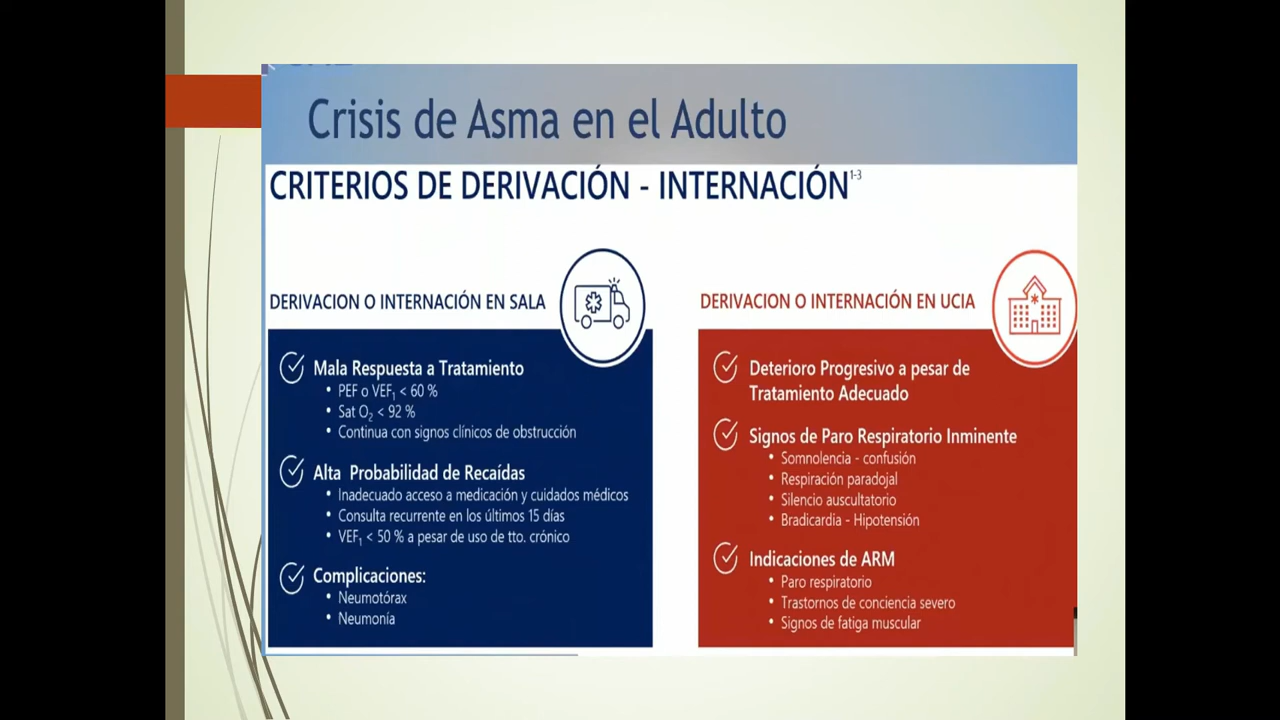 Crisis de Asma en el Adulto
CRITERIOS DE DERIVACIÓN - INTERNACIÓN1-3
DERIVACION O INTERNACIÓN EN SALA
Mala Respuesta a Tratamiento
• PEF o VEF1 < 60 %
• Sat O2 < 92 %
• Continua con signos clínicos de obstrucción
Alta Probabilidad de Recaídas
• Inadecuado acceso a medicación y cuidados médicos
• Consulta recurrente en los últimos 15 días
• VEF1 < 50 % a pesar de uso de tto. crónico
Complicaciones:
• Neumotórax
• Neumonía
DERIVACION O INTERNACIÓN EN UCIA
Deterioro Progresivo a pesar de
Tratamiento Adecuado
Signos de Paro Respiratorio Inminente
• Somnolencia - confusión
• Respiración paradojal
• Silencio auscultatorio
• Bradicardia - Hipotensión
Indicaciones de ARM
• Paro respiratorio
• Trastornos de conciencia severo
• Signos de fatiga muscular